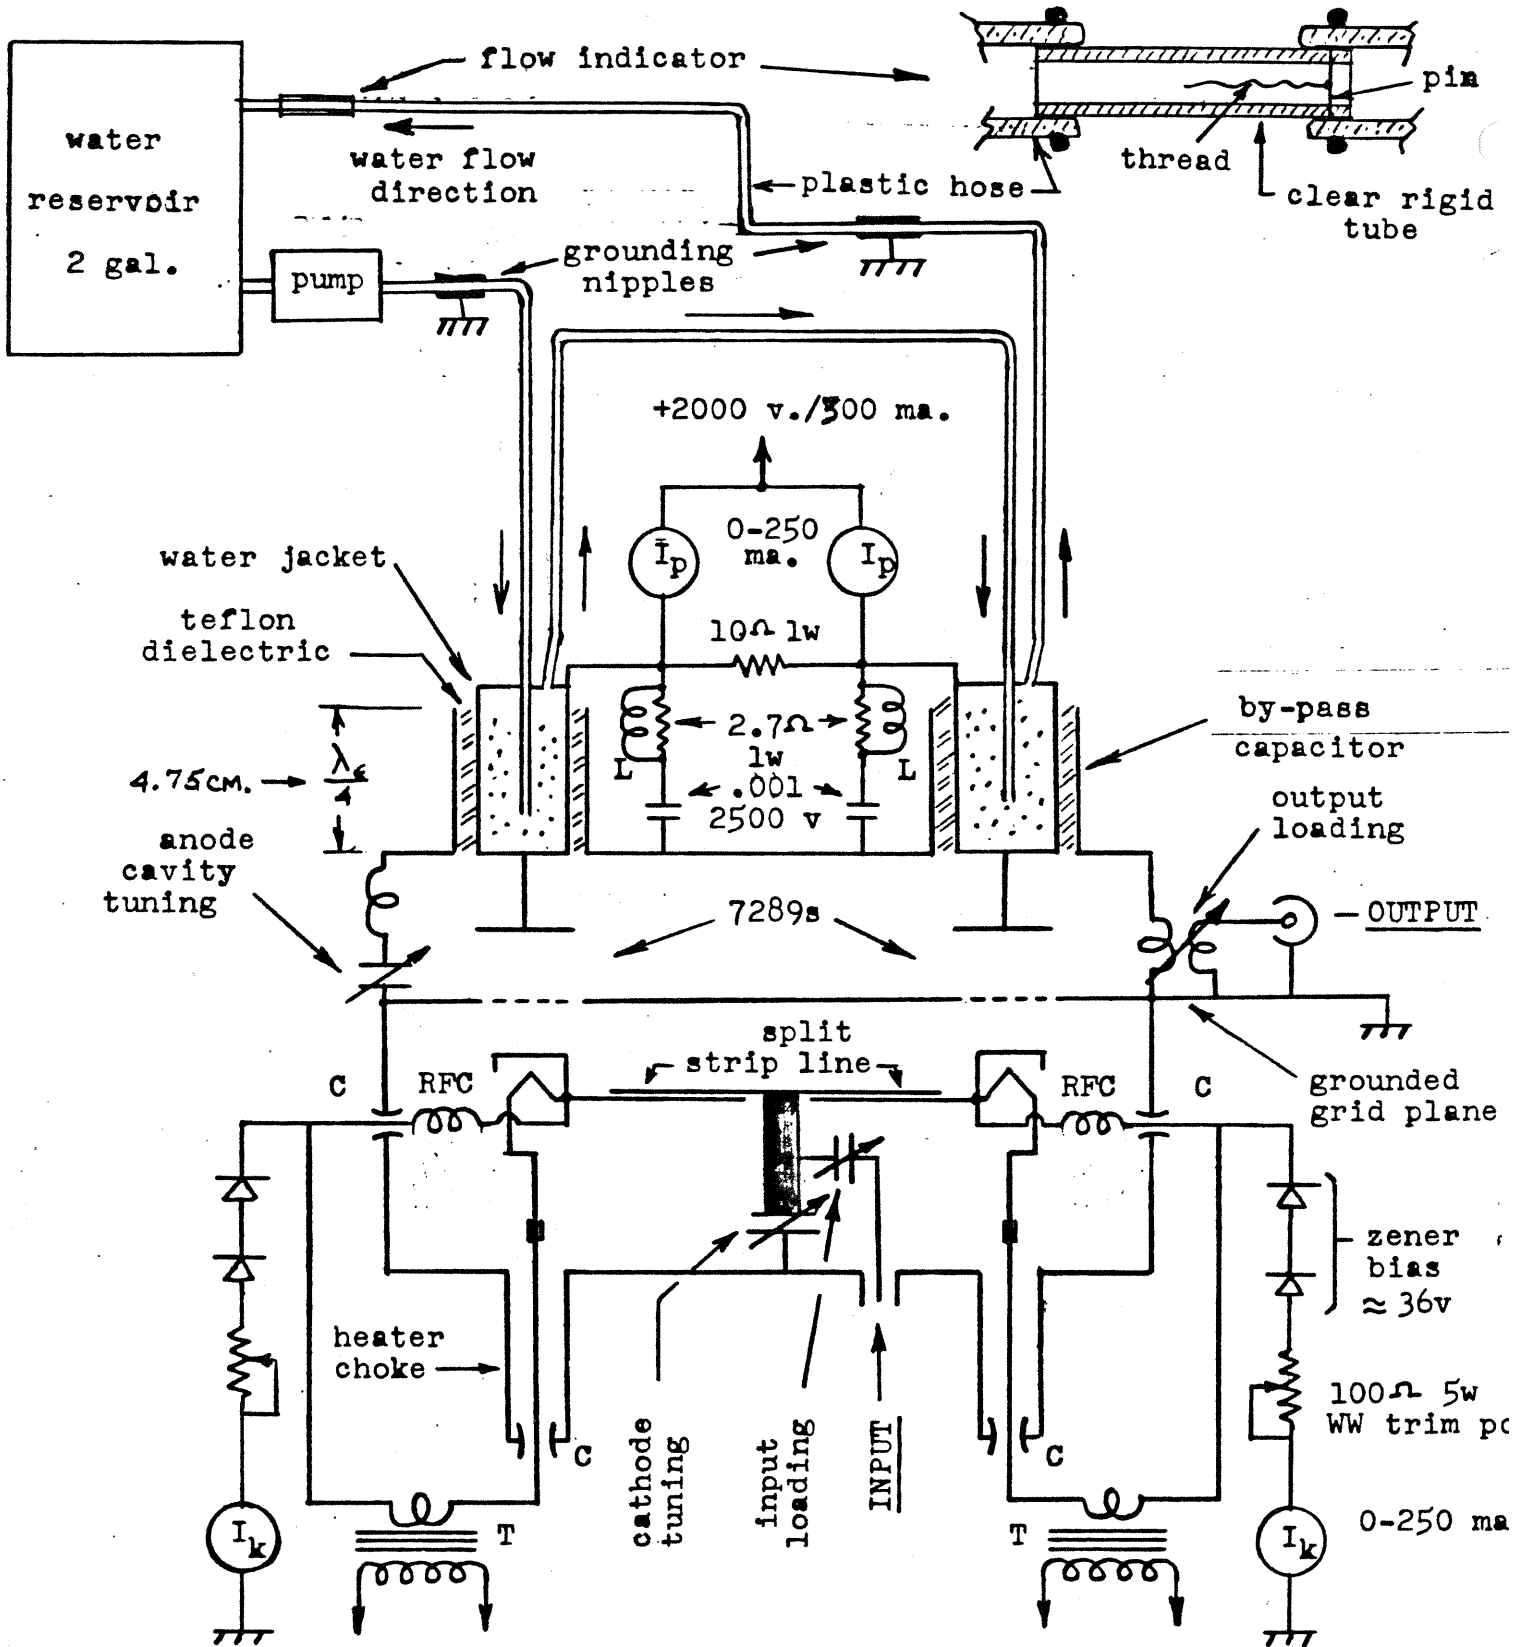 flow indicator
water
reservoir
2 gal.
water flow
direction
plastic hose
pin
thread
clear rigid
tube
pump
grounding
nipples
+2000 v./500 ma.
0-250
ma.
Ip
Ip
water jacket
teflon
dielectric
10Ω 1w
2.7Ω
1w
.001
2500 v
L
L
4.75CM.
λε
4
by-pass
capacitor
output
loading
anode
cavity
tuning
7289s
OUTPUT
split
strip line
C
RFC
RFC
C
grounded
grid plane
zener
bias
≈ 36v
heater
choke
100Ω 5w
WW trim
C
C
cathode
tuning
input
loading
INPUT
Ik
T
T
Ik
0-250 ma